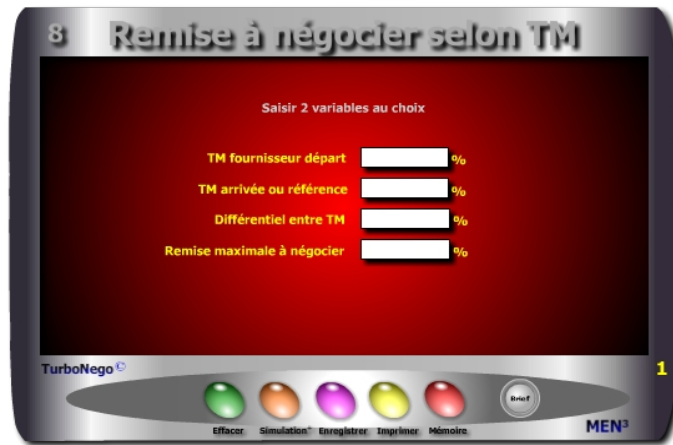 8 Remise à négocier selon TM
Saisir 2 variables au choix
TM fournisseur départ %
TM arrivée ou référence %
Différentiel entre TM %
Remise maximale à négocier %
TurboNego © 1
Brief
Effacer Simulation+ Enregistrer Imprimer Mémoire
MEN³